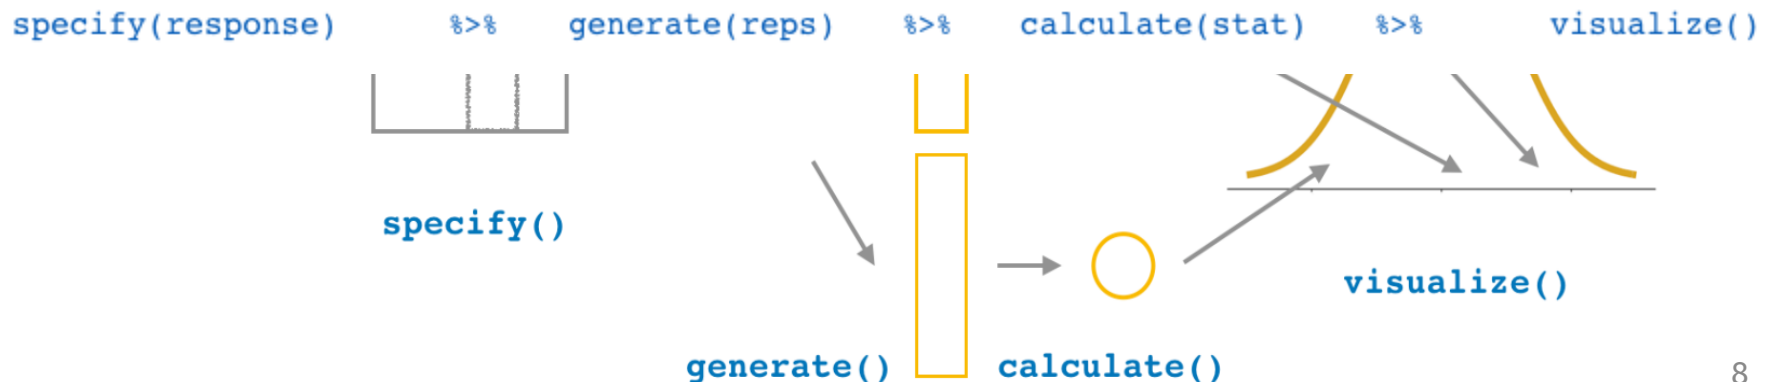 specify(response) %>% generate(reps) %>% calculate(stat) %>% visualize()
specify()
visualize()
generate() calculate()
8